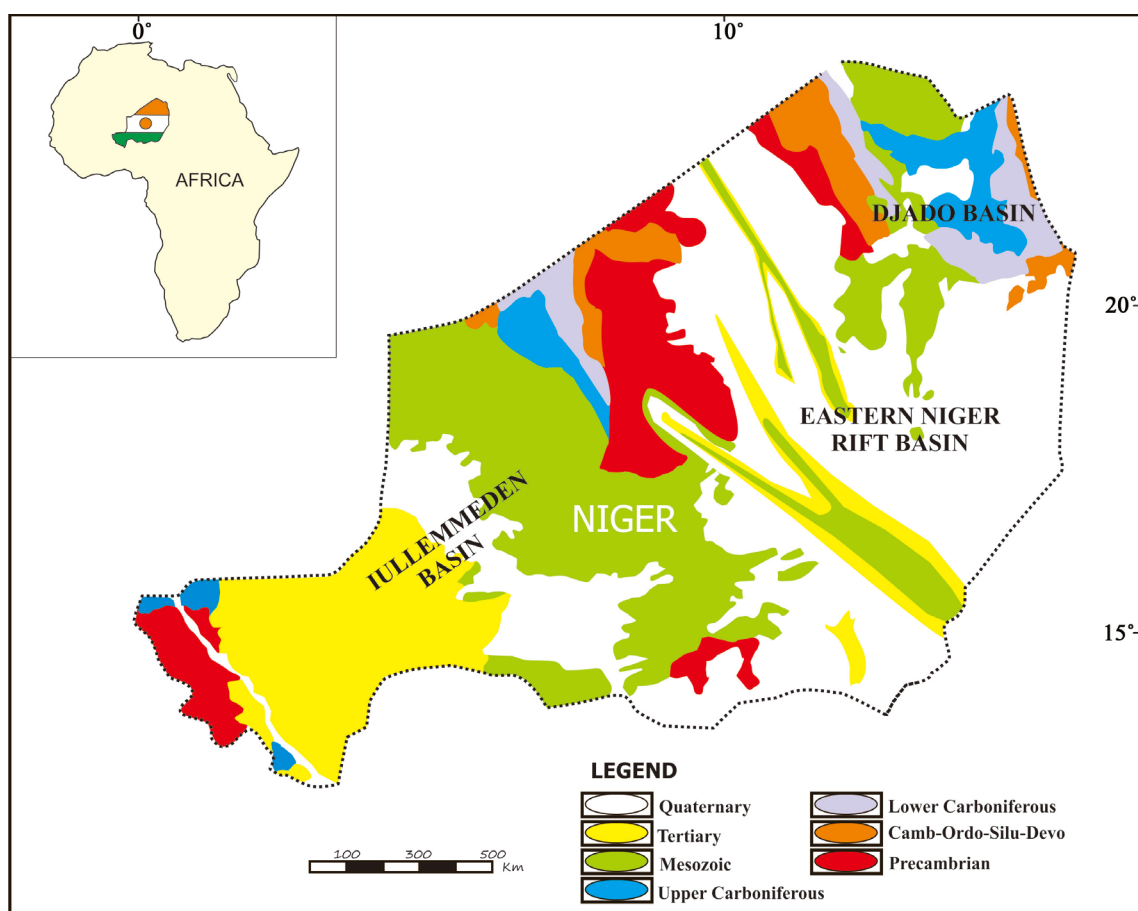 0°
10°
AFRICA
DJADO BASIN
20°
EASTERN NIGER
RIFT BASIN
NIGER
IULLEMMEDEN
BASIN
15°
LEGEND
Quaternary
Tertiary
Mesozoic
Upper Carboniferous
Lower Carboniferous
Camb-Ordo-Silu-Devo
Precambrian
100 300 500
Km